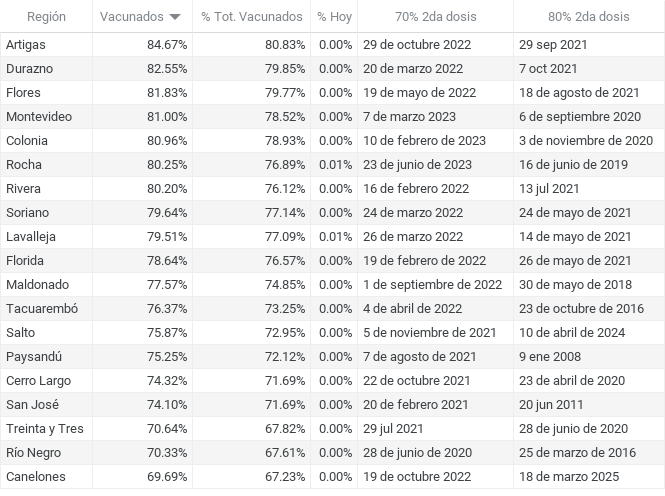 Región Vacunados % Tot. Vacunados % Hoy 70% 2da dosis 80% 2da dosis
Artigas 84.67% 80.83% 0.00% 29 de octubre 2022 29 sep 2021
Durazno 82.55% 79.85% 0.00% 20 de marzo 2022 7 oct 2021
Flores 81.83% 79.77% 0.00% 19 de mayo de 2022 18 de agosto de 2021
Montevideo 81.00% 78.52% 0.00% 7 de marzo 2023 6 de septiembre 2020
Colonia 80.96% 78.93% 0.00% 10 de febrero de 2023 3 de noviembre de 2020
Rocha 80.25% 76.89% 0.01% 23 de junio de 2023 16 de junio de 2019
Rivera 80.20% 76.12% 0.00% 16 de febrero 2022 13 jul 2021
Soriano 79.64% 77.14% 0.00% 24 de marzo 2022 24 de mayo de 2021
Lavalleja 79.51% 77.09% 0.01% 26 de marzo 2022 14 de mayo de 2021
Florida 78.64% 76.57% 0.00% 19 de febrero de 2022 26 de mayo de 2021
Maldonado 77.57% 74.85% 0.00% 1 de septiembre de 2022 30 de mayo de 2018
Tacuarembó 76.37% 73.25% 0.00% 4 de abril de 2022 23 de octubre de 2016
Salto 75.87% 72.95% 0.00% 5 de noviembre de 2021 10 de abril de 2024
Paysandú 75.25% 72.12% 0.00% 7 de agosto de 2021 9 ene 2008
Cerro Largo 74.32% 71.69% 0.00% 22 de octubre 2021 23 de abril de 2020
San José 74.10% 71.69% 0.00% 20 de febrero 2021 20 jun 2011
Treinta y Tres 70.64% 67.82% 0.00% 29 jul 2021 28 de junio de 2020
Río Negro 70.33% 67.61% 0.00% 28 de junio de 2020 25 de marzo de 2016
Canelones 69.69% 67.23% 0.00% 19 de octubre 2022 18 de marzo 2025